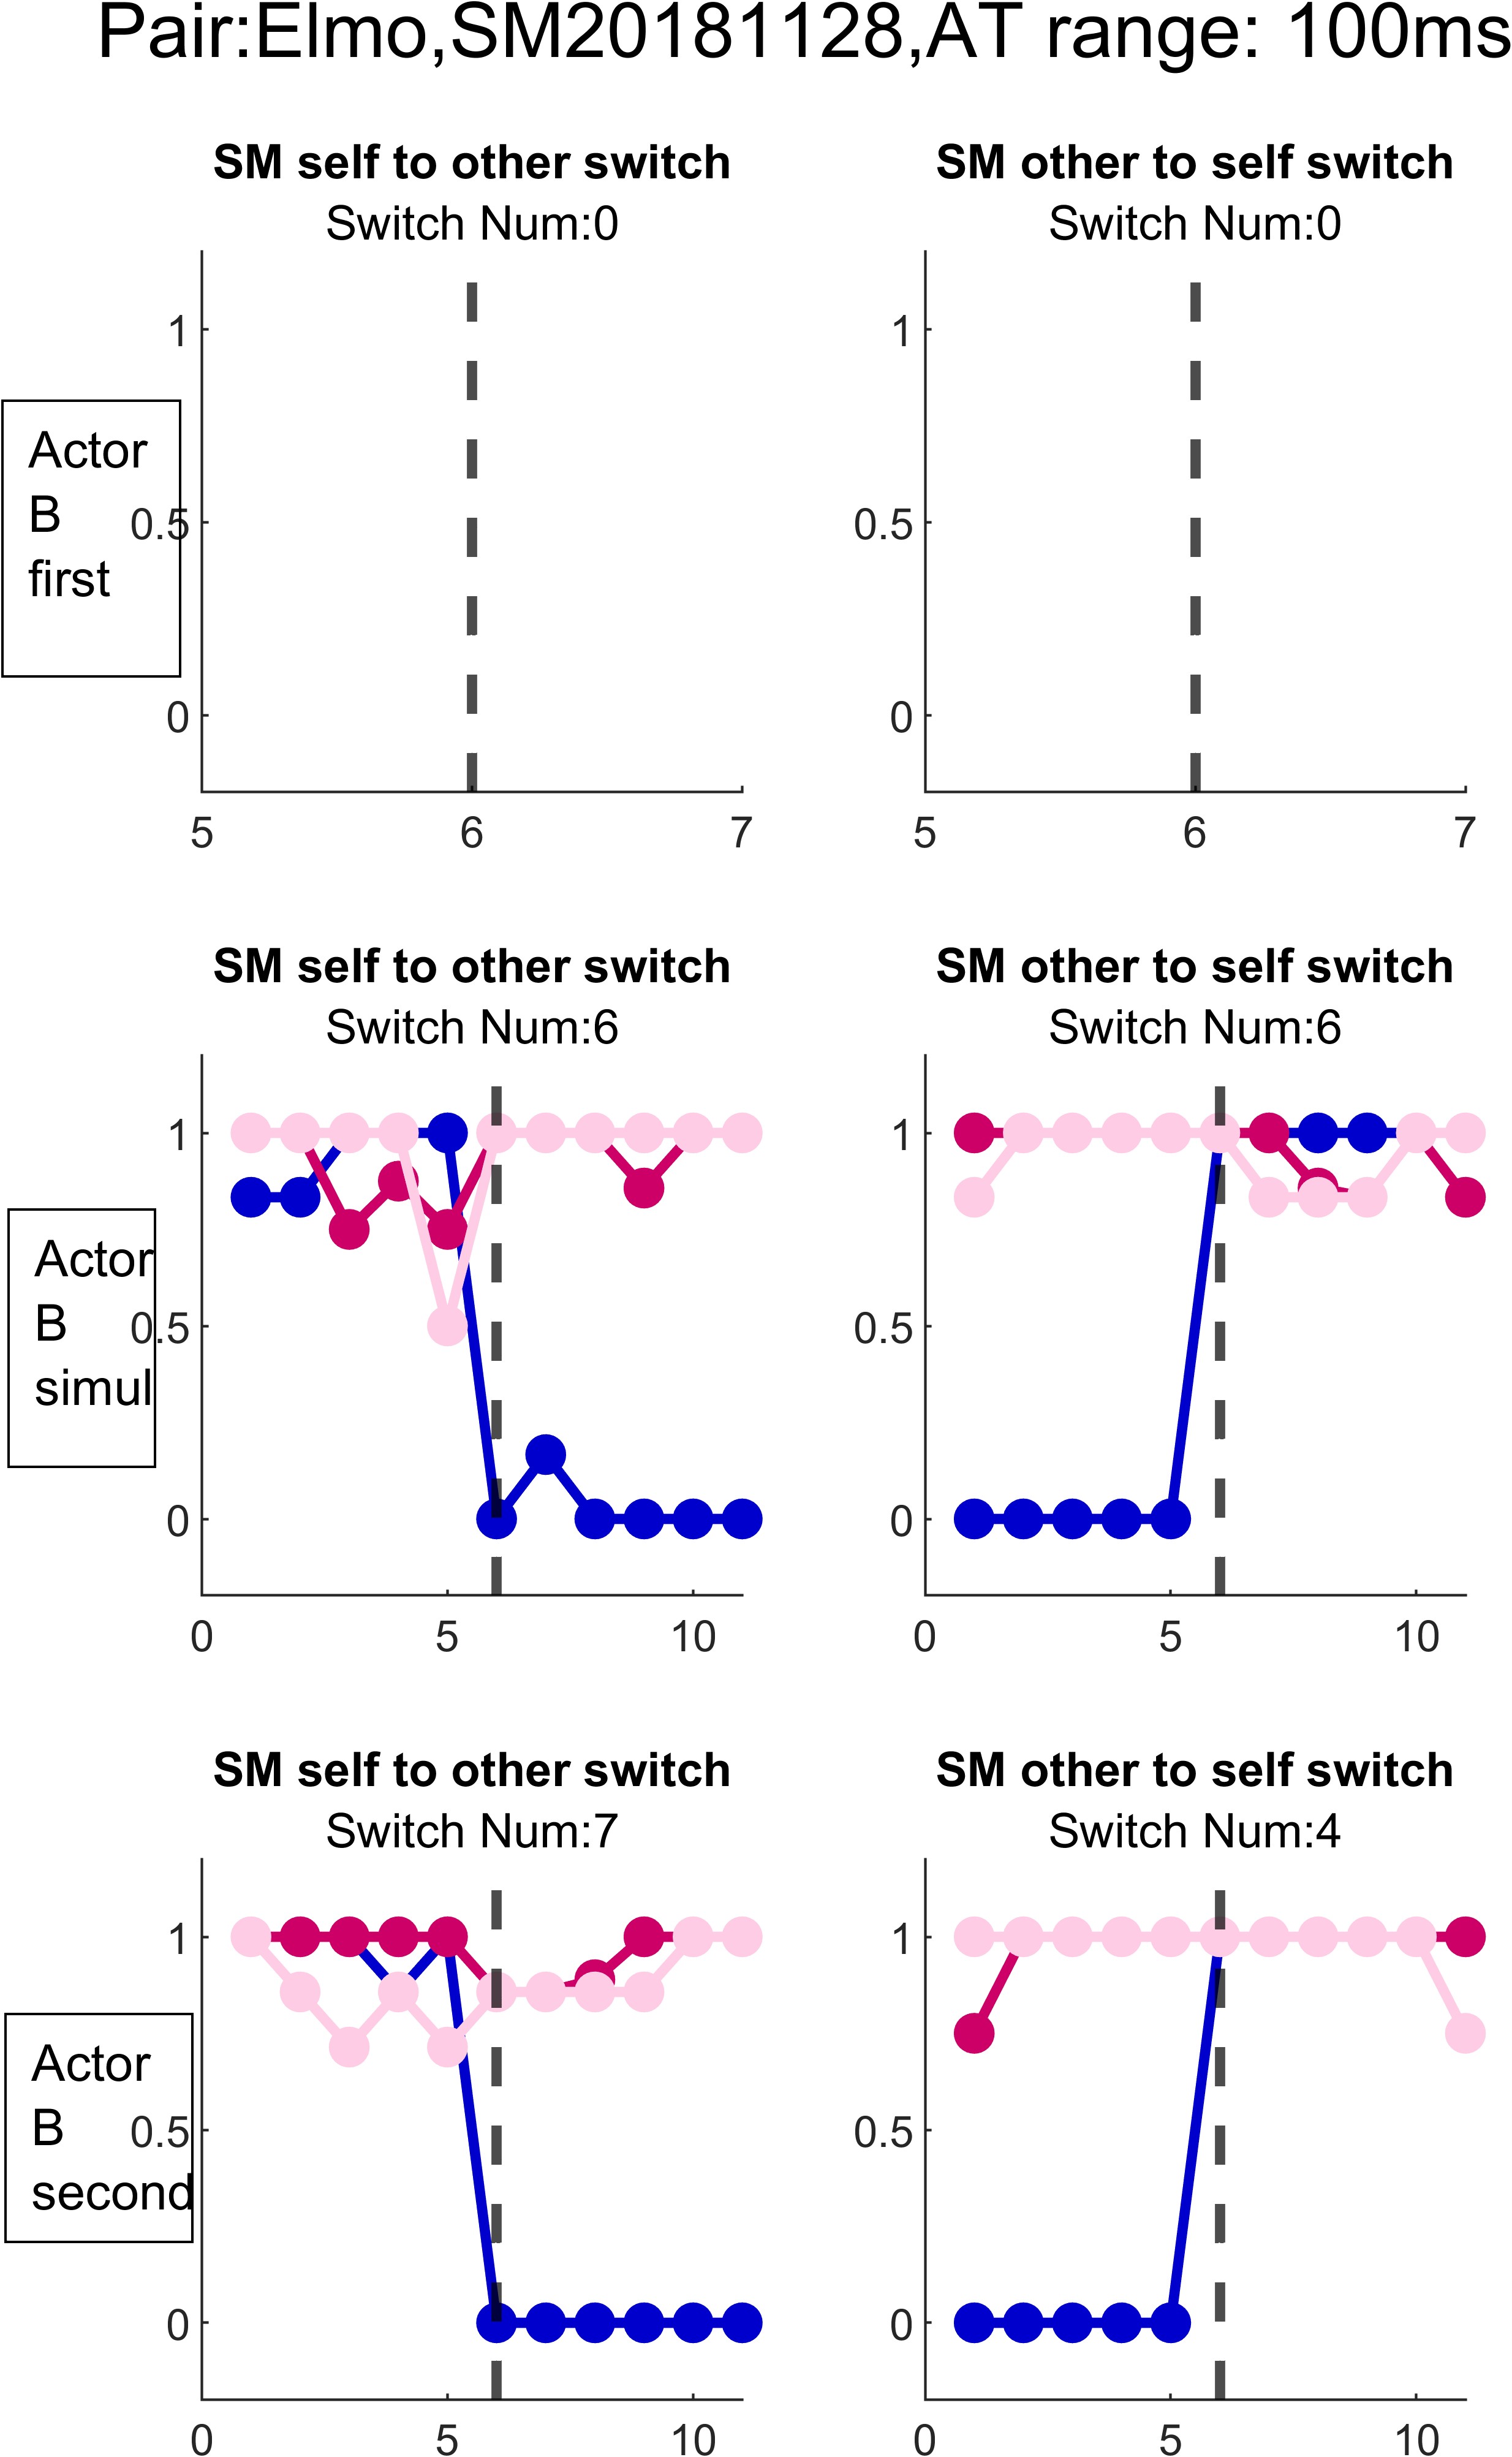 Pair:Elmo,SM20181128,AT range: 100ms
SM self to other switch
Switch Num:0
SM other to self switch
Switch Num:0
Actor
B
first
1
0.5
0
5 6 7
1
0.5
0
5 6 7
SM self to other switch
Switch Num:6
SM other to self switch
Switch Num:6
Actor
B
simul
1
0.5
0
0 5 10
1
0.5
0
0 5 10
SM self to other switch
Switch Num:7
SM other to self switch
Switch Num:4
Actor
B
second
1
0.5
0
0 5 10
1
0.5
0
0 5 10